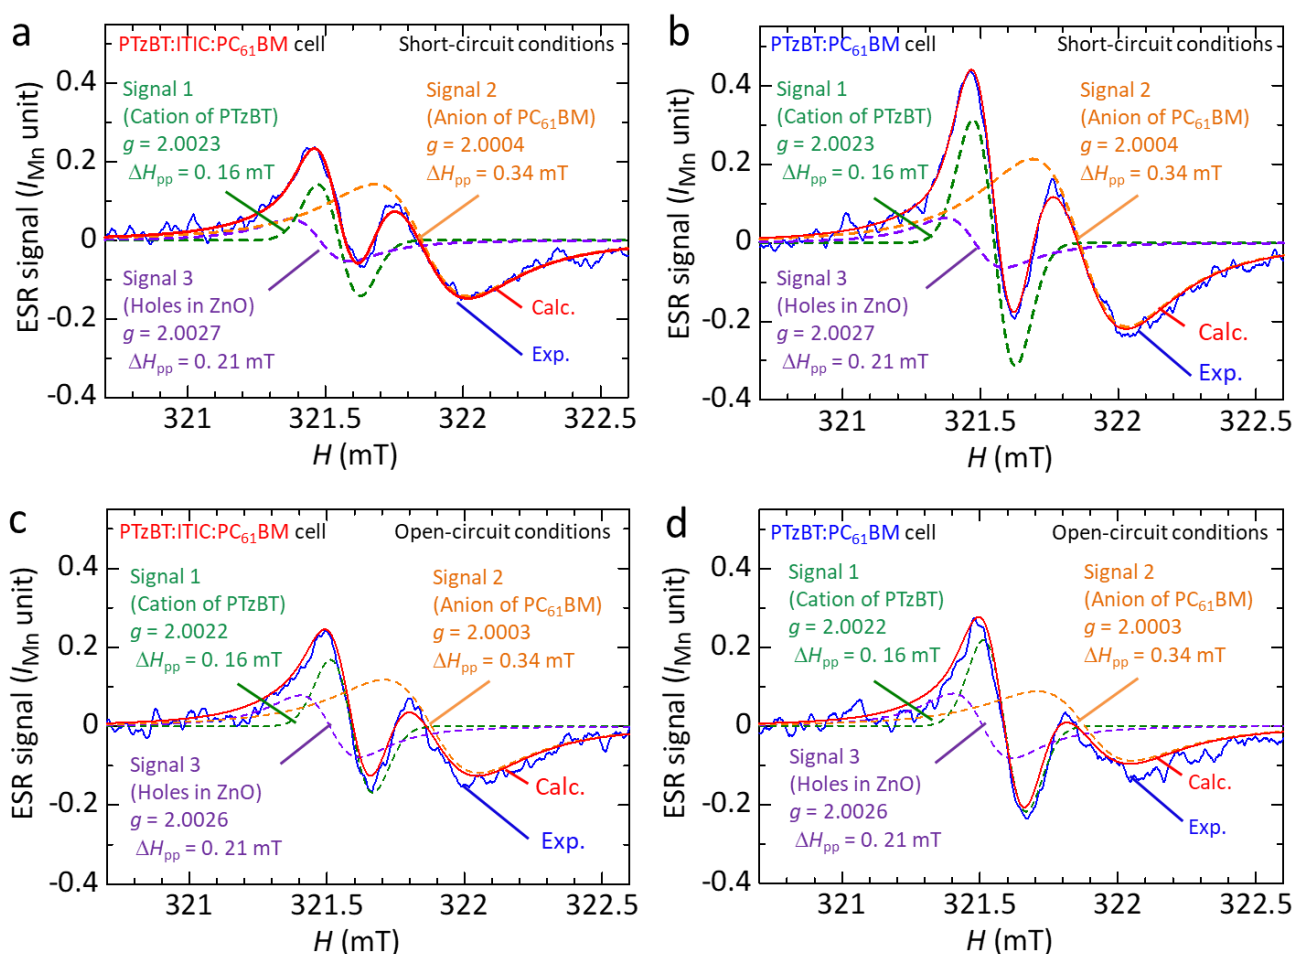 a
PTzBT:ITIC:PC61BM cell Short-circuit conditions
Signal 1
(Cation of PTzBT)
g = 2.0023
ΔHpp = 0. 16 mT
Signal 2
(Anion of PC61BM)
g = 2.0004
ΔHpp = 0.34 mT
Signal 3
(Holes in ZnO)
g = 2.0027
ΔHpp = 0. 21 mT
Calc.
Exp.
ESR signal (IMn unit)
0.4
0.2
0
-0.2
-0.4
321 321.5 322 322.5
H (mT)
b
PTzBT:PC61BM cell Short-circuit conditions
Signal 1
(Cation of PTzBT)
g = 2.0023
ΔHpp = 0. 16 mT
Signal 2
(Anion of PC61BM)
g = 2.0004
ΔHpp = 0.34 mT
Signal 3
(Holes in ZnO)
g = 2.0027
ΔHpp = 0. 21 mT
Calc.
Exp.
ESR signal (IMn unit)
0.4
0.2
0
-0.2
-0.4
321 321.5 322 322.5
H (mT)
c
PTzBT:ITIC:PC61BM cell Open-circuit conditions
Signal 1
(Cation of PTzBT)
g = 2.0022
ΔHpp = 0. 16 mT
Signal 2
(Anion of PC61BM)
g = 2.0003
ΔHpp = 0.34 mT
Signal 3
(Holes in ZnO)
g = 2.0026
ΔHpp = 0. 21 mT
Calc.
Exp.
ESR signal (IMn unit)
0.4
0.2
0
-0.2
-0.4
321 321.5 322 322.5
H (mT)
d
PTzBT:PC61BM cell Open-circuit conditions
Signal 1
(Cation of PTzBT)
g = 2.0022
ΔHpp = 0. 16 mT
Signal 2
(Anion of PC61BM)
g = 2.0003
ΔHpp = 0.34 mT
Signal 3
(Holes in ZnO)
g = 2.0026
ΔHpp = 0. 21 mT
Calc.
Exp.
ESR signal (IMn unit)
0.4
0.2
0
-0.2
-0.4
321 321.5 322 322.5
H (mT)